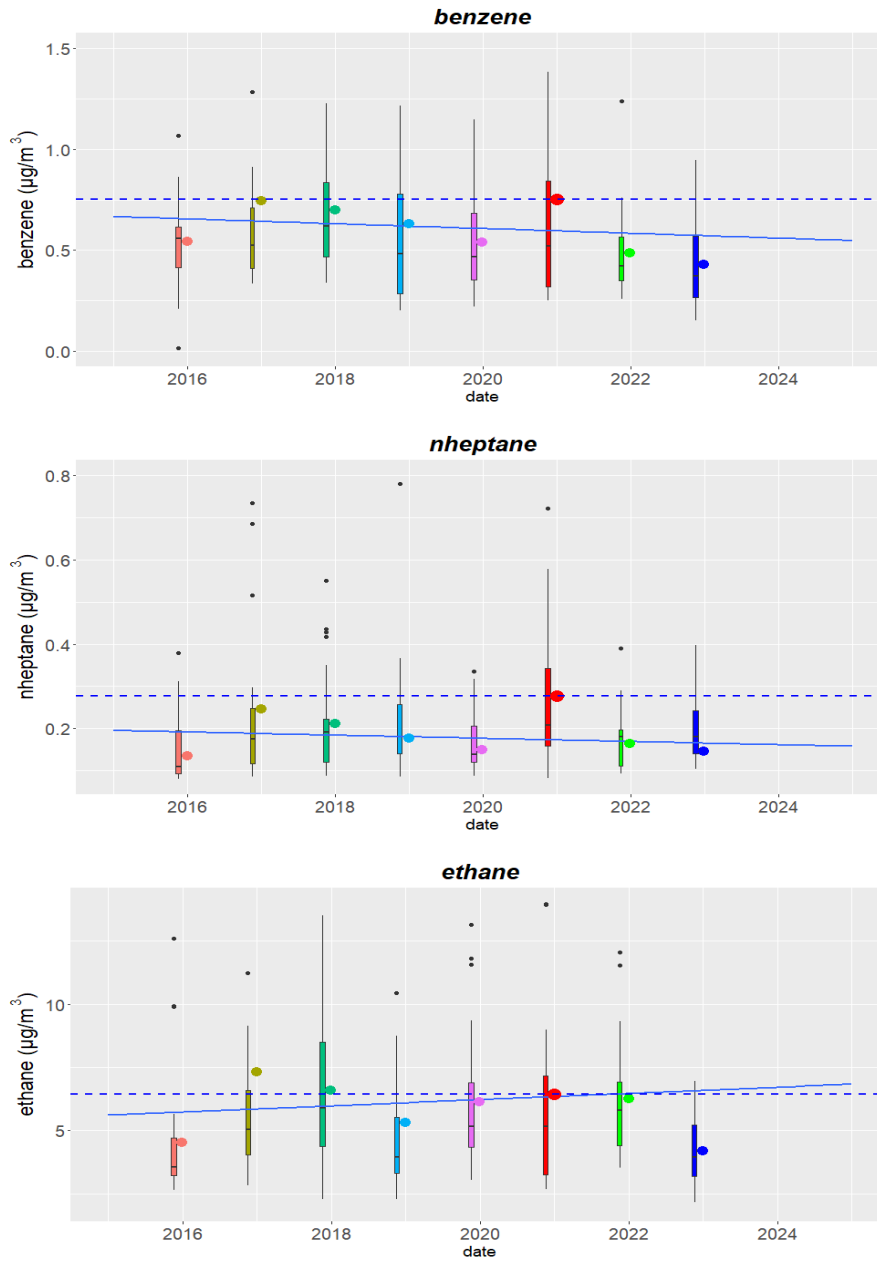 benzene
benzene (µg/m³)
1.5
1.0
0.5
0.0
2016 2018 2020 2022 2024
date
nheptane
nheptane (µg/m³)
0.8
0.6
0.4
0.2
2016 2018 2020 2022 2024
date
ethane
ethane (µg/m³)
10
5
2016 2018 2020 2022 2024
date